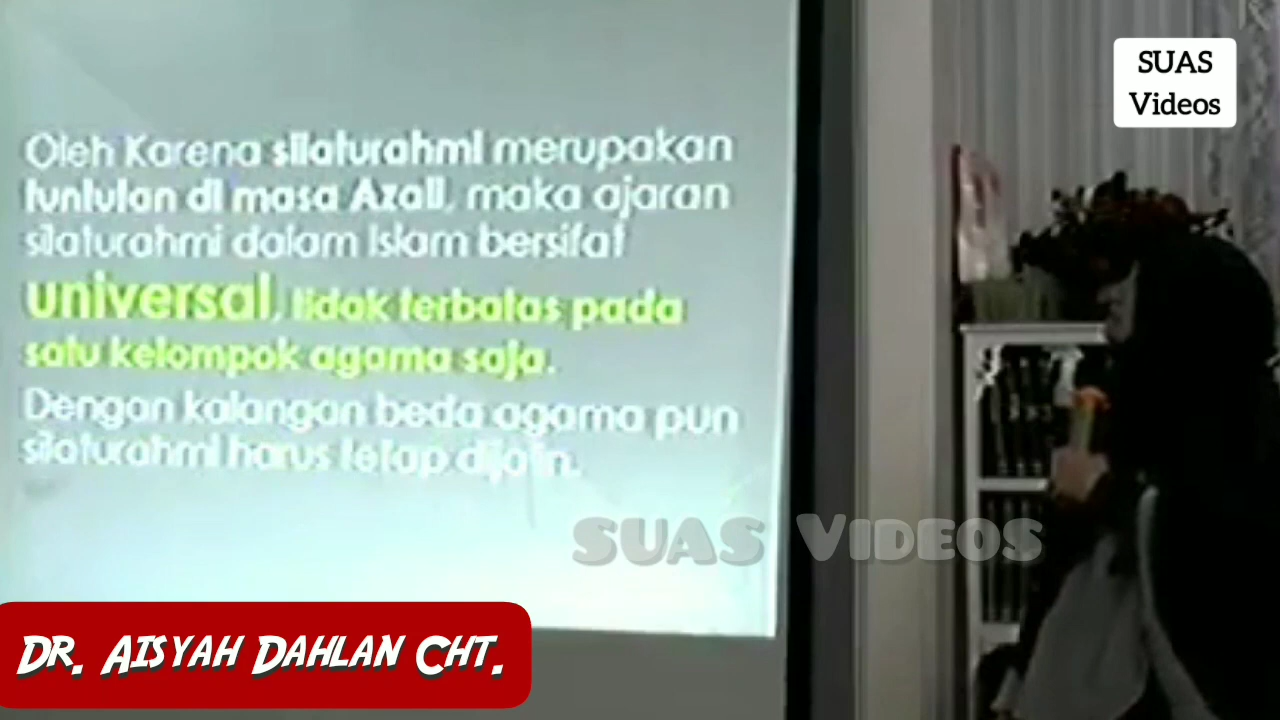 SUAS
Videos
Oleh Karena silaturahmi merupakan
tuntutan di masa Azali, maka ajaran
silaturahmi dalam Islam bersifat
universal, tidak terbatas pada
satu kelompok agama saja.
Dengan kalangan beda agama pun
silaturahmi harus tetap dijalin.
SUAS VIDEOS
DR. AISYAH DAHLAN CHT.